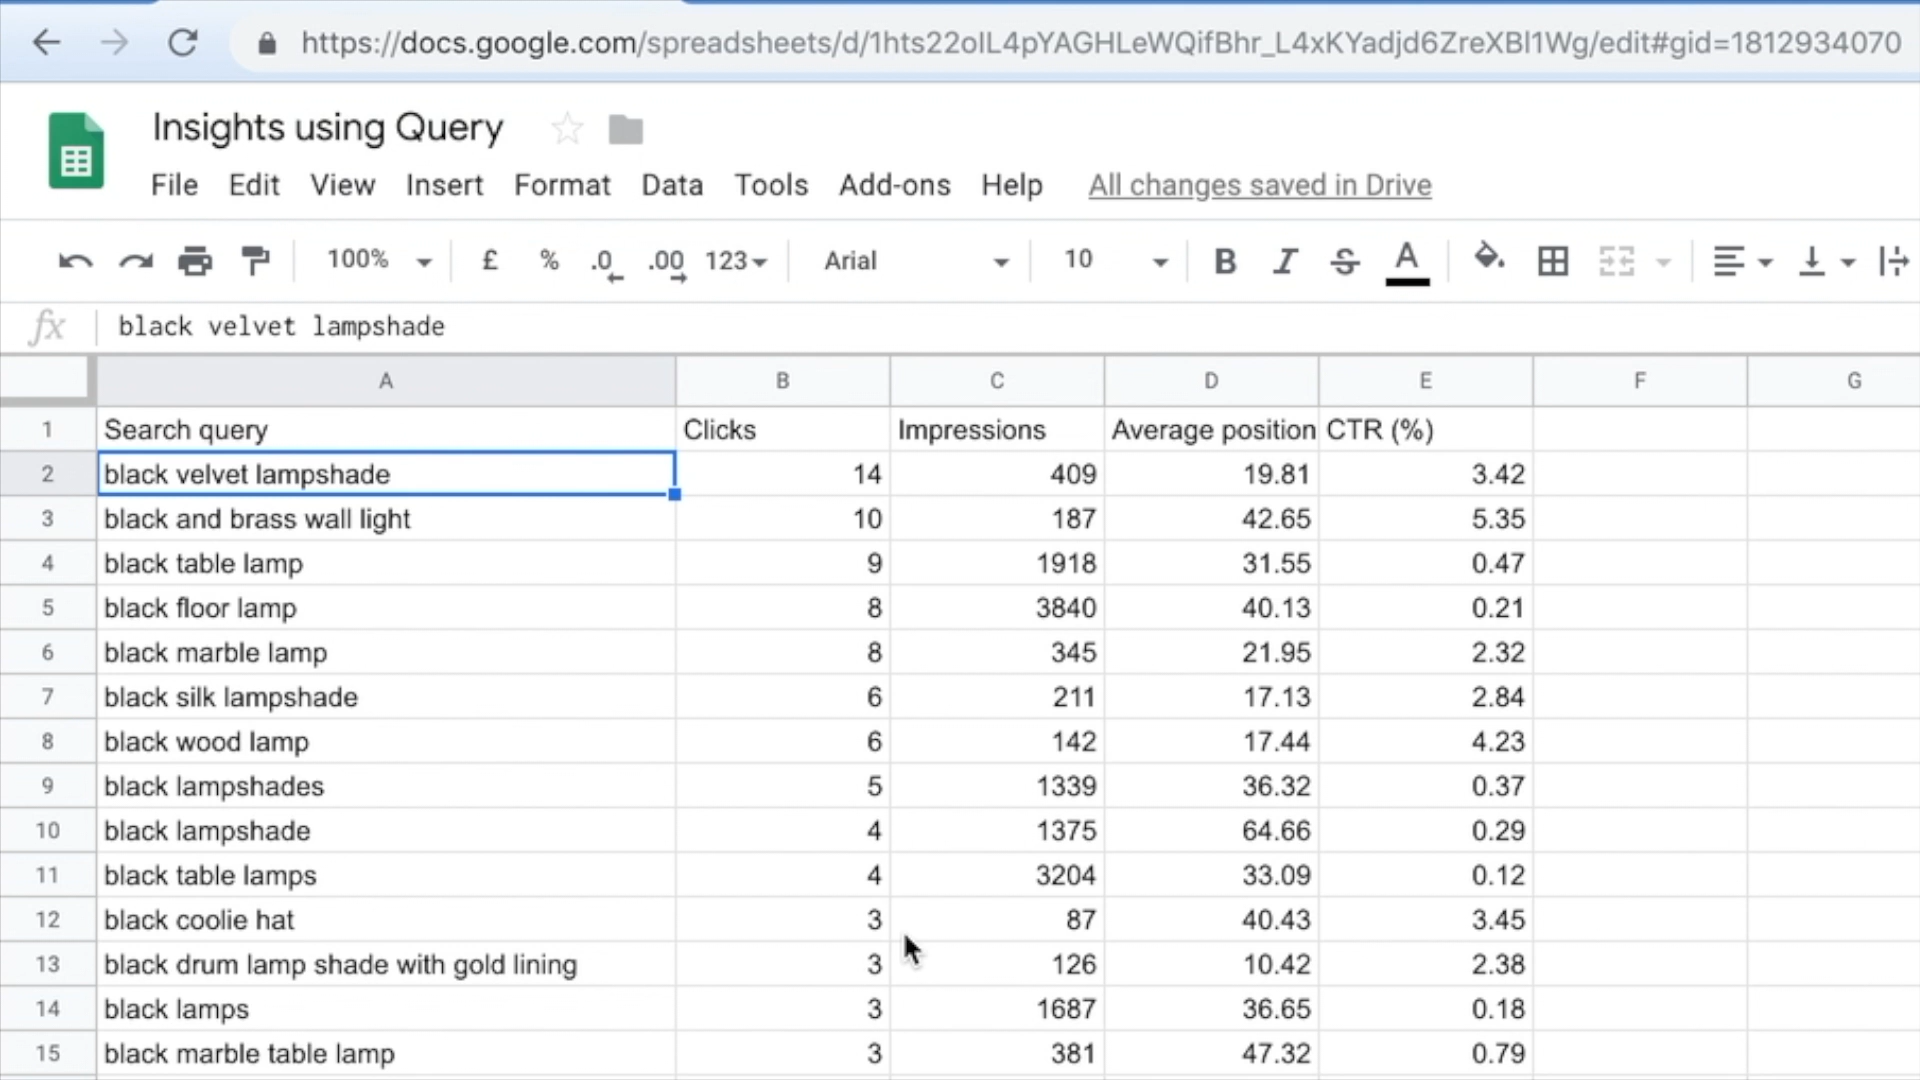 https://docs.google.com/spreadsheets/d/1hts22oIL4pYAGHLeWQifBhr_L4xKYadjd6ZreXBl1Wg/edit#gid=1812934070
Insights using Query
File Edit View Insert Format Data Tools Add-ons Help All changes saved in Drive
100% £ % .0 .00 123 Arial 10 B I S A
fx black velvet lampshade
A B C D E F G
1 Search query Clicks Impressions Average position CTR (%)
2 black velvet lampshade 14 409 19.81 3.42
3 black and brass wall light 10 187 42.65 5.35
4 black table lamp 9 1918 31.55 0.47
5 black floor lamp 8 3840 40.13 0.21
6 black marble lamp 8 345 21.95 2.32
7 black silk lampshade 6 211 17.13 2.84
8 black wood lamp 6 142 17.44 4.23
9 black lampshades 5 1339 36.32 0.37
10 black lampshade 4 1375 64.66 0.29
11 black table lamps 4 3204 33.09 0.12
12 black coolie hat 3 87 40.43 3.45
13 black drum lamp shade with gold lining 3 126 10.42 2.38
14 black lamps 3 1687 36.65 0.18
15 black marble table lamp 3 381 47.32 0.79